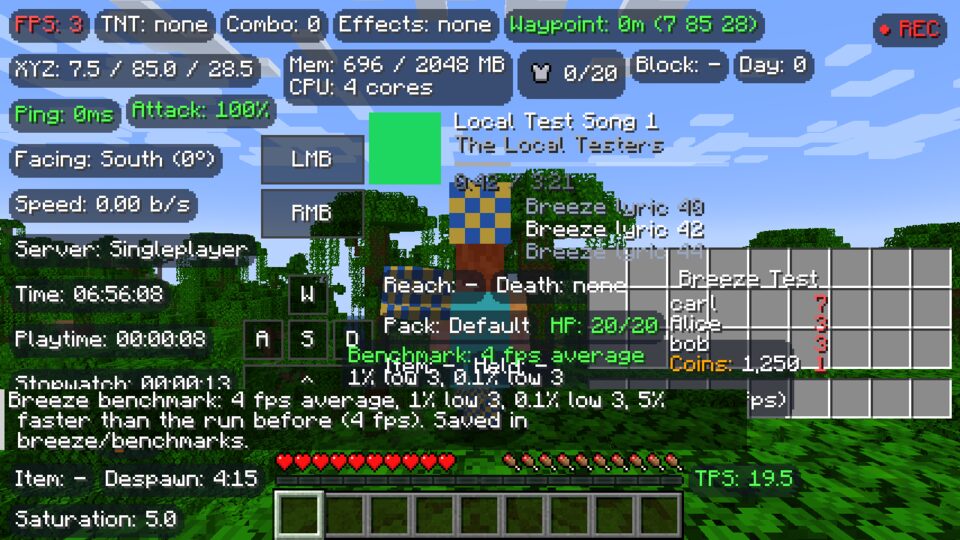 FPS: 3
TNT: none
Combo: 0
Effects: none
Waypoint: 0m (7 85 28)
REC
XYZ: 7.5 / 85.0 / 28.5
Mem: 696 / 2048 MB
CPU: 4 cores
0/20
Block: -
Day: 0
Ping: 0ms
Attack: 100%
Local Test Song 1
The Local Testers
0:42 / 3:21
Facing: South (0°)
LMB
Speed: 0.00 b/s
RMB
Breeze lyric 40
Breeze lyric 42
Breeze lyric 44
Server: Singleplayer
Time: 06:56:08
W
Reach: -
Death: none
Breeze Test
carl 7
Alice 3
bob 3
Coins: 1,250 1
Playtime: 00:00:08
A
S
D
Pack: Default
HP: 20/20
Benchmark: 4 fps average
1% low 3, 0.1% low 3
Stopwatch: 00:00:13
^
Breeze benchmark: 4 fps average, 1% low 3, 0.1% low 3, 5%
faster than the run before (4 fps). Saved in
breeze/benchmarks.
fps)
Item: -
Despawn: 4:15
TPS: 19.5
Saturation: 5.0